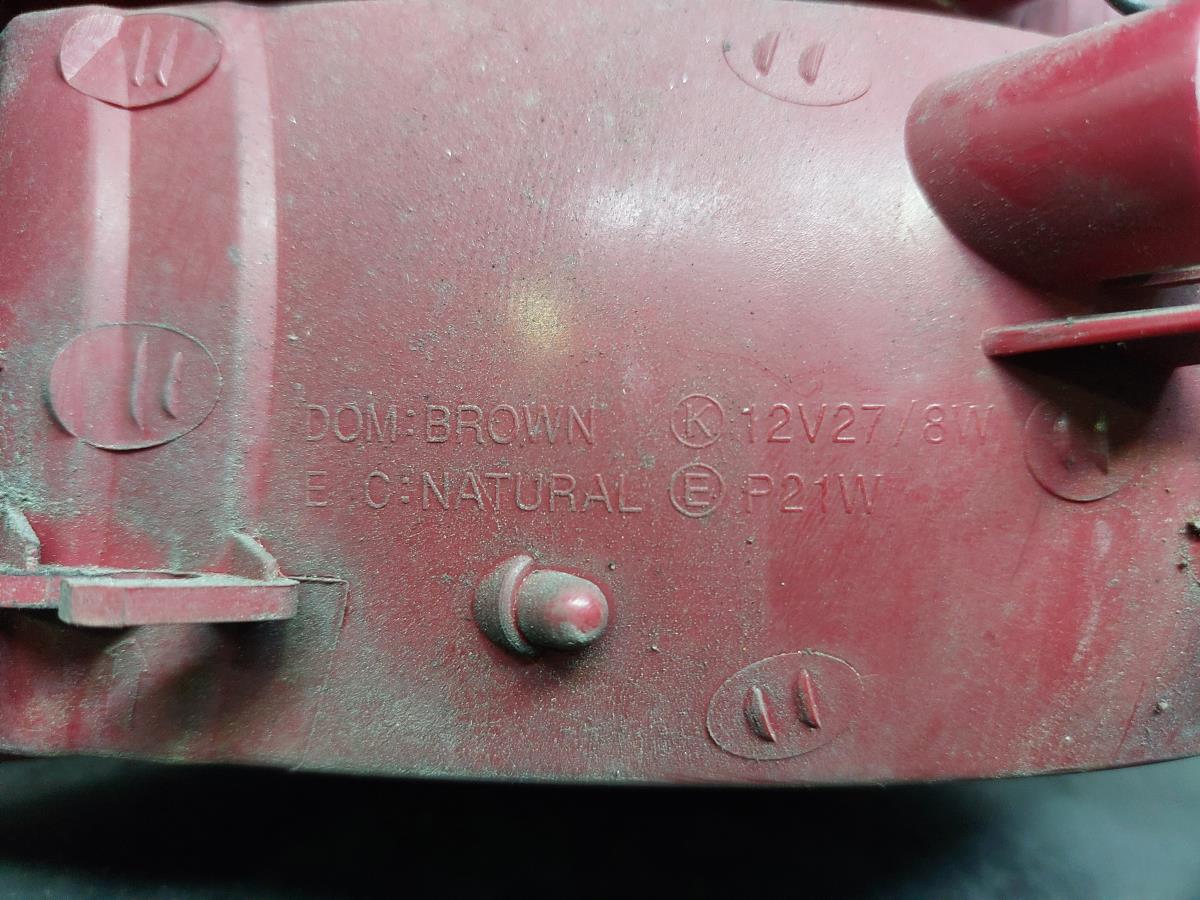 DOM:BROWN Ⓚ 12V27/8W
E C:NATURAL Ⓔ P21W